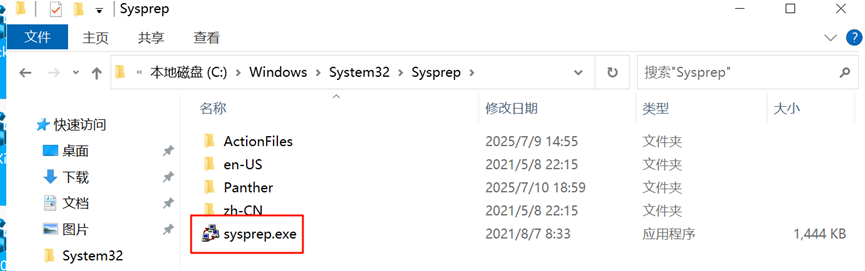 Sysprep
文件 主页 共享 查看
« 本地磁盘 (C:) › Windows › System32 › Sysprep › 搜索"Sysprep"
名称 修改日期 类型 大小
快速访问
桌面
下载
文档
图片
System32
ActionFiles 2025/7/9 14:55 文件夹
en-US 2021/5/8 22:15 文件夹
Panther 2025/7/10 18:59 文件夹
zh-CN 2021/5/8 22:15 文件夹
sysprep.exe 2021/8/7 8:33 应用程序 1,444 KB